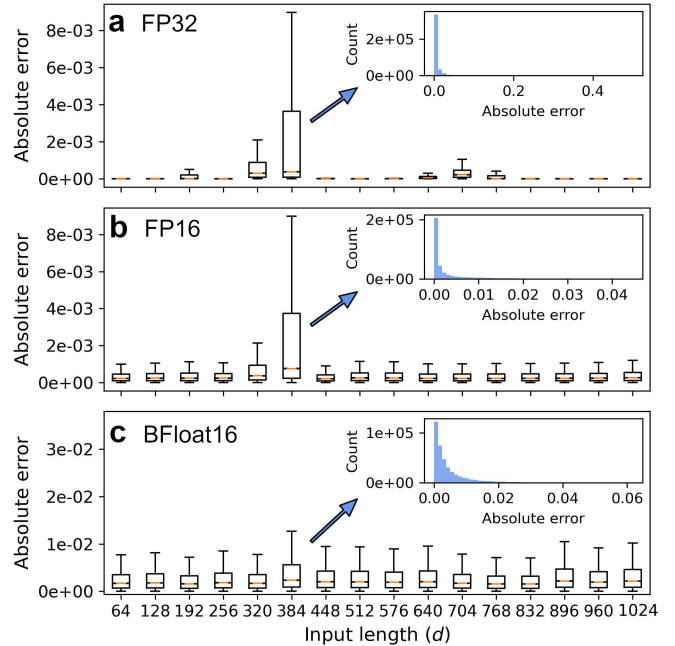 a FP32
Absolute error
8e-03
6e-03
4e-03
2e-03
0e+00
Count
2e+05
0e+00
0.0 0.2 0.4
Absolute error
b FP16
Absolute error
8e-03
6e-03
4e-03
2e-03
0e+00
Count
2e+05
0e+00
0.00 0.01 0.02 0.03 0.04
Absolute error
c BFloat16
Absolute error
3e-02
2e-02
1e-02
0e+00
Count
1e+05
0e+00
0.00 0.02 0.04 0.06
Absolute error
64 128 192 256 320 384 448 512 576 640 704 768 832 896 960 1024
Input length (d)